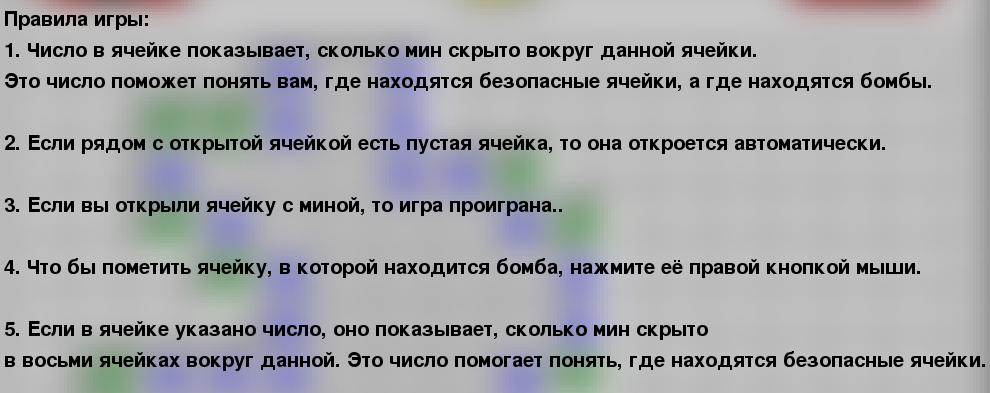 Правила игры:
1. Число в ячейке показывает, сколько мин скрыто вокруг данной ячейки.
Это число поможет понять вам, где находятся безопасные ячейки, а где находятся бомбы.
2. Если рядом с открытой ячейкой есть пустая ячейка, то она откроется автоматически.
3. Если вы открыли ячейку с миной, то игра проиграна..
4. Что бы пометить ячейку, в которой находится бомба, нажмите её правой кнопкой мыши.
5. Если в ячейке указано число, оно показывает, сколько мин скрыто
в восьми ячейках вокруг данной. Это число помогает понять, где находятся безопасные ячейки.